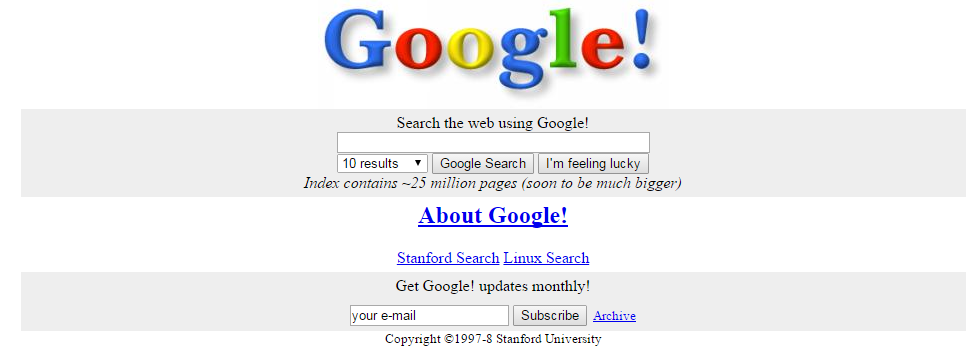 Google!
Search the web using Google!
10 results Google Search I'm feeling lucky
Index contains ~25 million pages (soon to be much bigger)
About Google!
Stanford Search Linux Search
Get Google! updates monthly!
your e-mail Subscribe Archive
Copyright ©1997-8 Stanford University